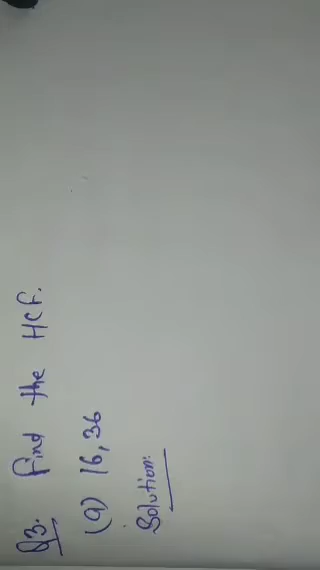 Q3. Find the HCF.
(a) 16, 36
Solution: